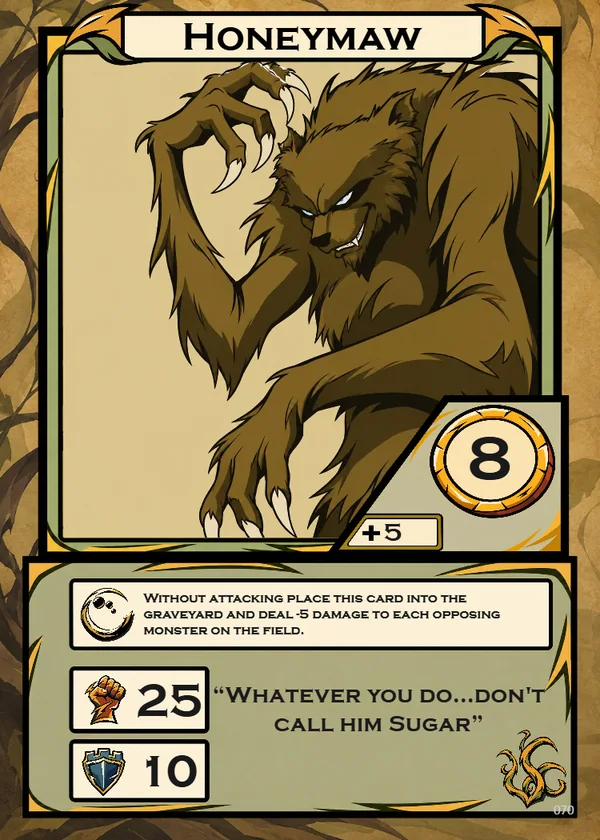 Honeymaw
8
+5
Without attacking place this card into the
graveyard and deal -5 damage to each opposing
monster on the field.
25
“Whatever you do...don't
call him Sugar”
10
070